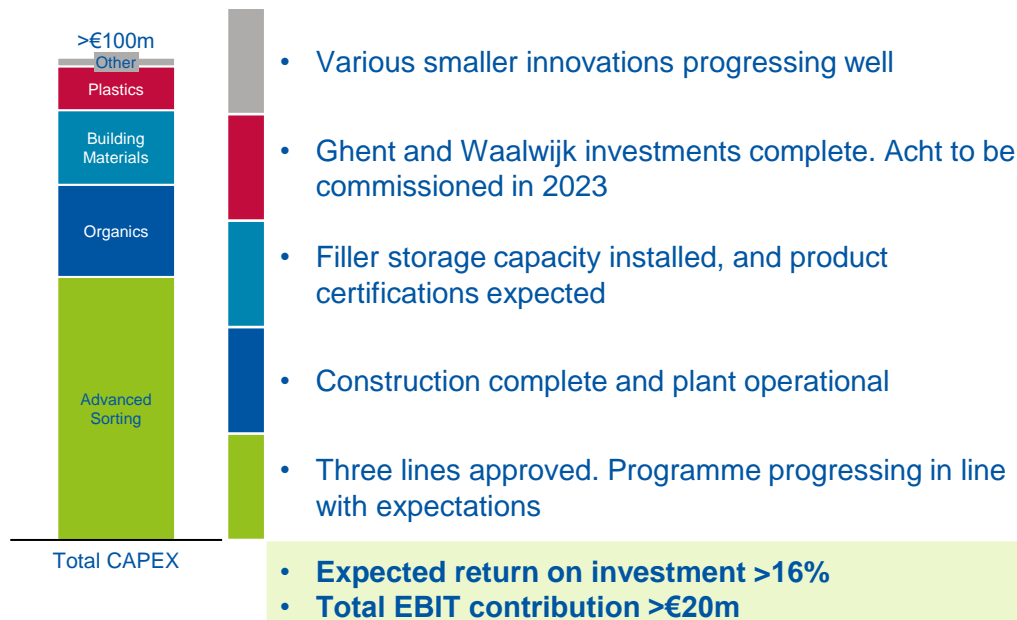 >€100m
Other
Plastics
Building
Materials
Organics
Advanced
Sorting
Total CAPEX
• Various smaller innovations progressing well
• Ghent and Waalwijk investments complete. Acht to be
commissioned in 2023
• Filler storage capacity installed, and product
certifications expected
• Construction complete and plant operational
• Three lines approved. Programme progressing in line
with expectations
• Expected return on investment >16%
• Total EBIT contribution >€20m